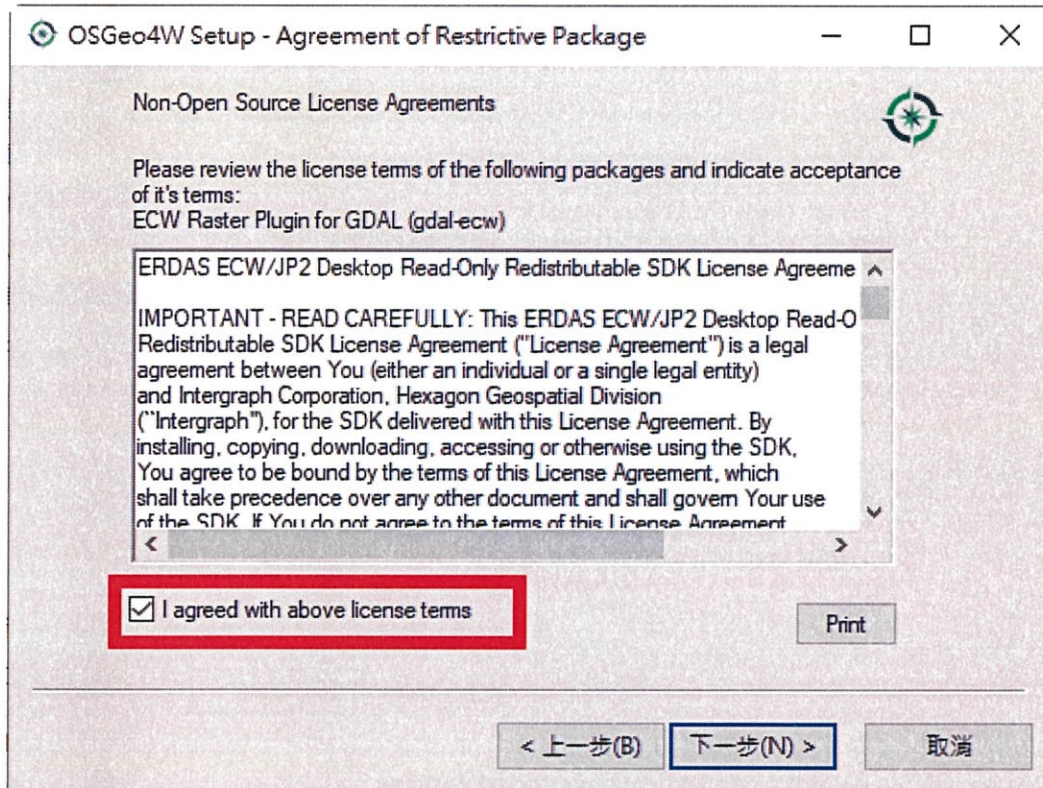 OSGeo4W Setup - Agreement of Restrictive Package
Non-Open Source License Agreements
Please review the license terms of the following packages and indicate acceptance
of it's terms:
ECW Raster Plugin for GDAL (gdal-ecw)
ERDAS ECW/JP2 Desktop Read-Only Redistributable SDK License Agreeme
IMPORTANT - READ CAREFULLY: This ERDAS ECW/JP2 Desktop Read-O
Redistributable SDK License Agreement ("License Agreement") is a legal
agreement between You (either an individual or a single legal entity)
and Intergraph Corporation, Hexagon Geospatial Division
(``Intergraph"), for the SDK delivered with this License Agreement. By
installing, copying, downloading, accessing or otherwise using the SDK,
You agree to be bound by the terms of this License Agreement, which
shall take precedence over any other document and shall govern Your use
of the SDK. If You do not agree to the terms of this License Agreement
I agreed with above license terms
Print
< 上一步(B)
下一步(N) >
取消